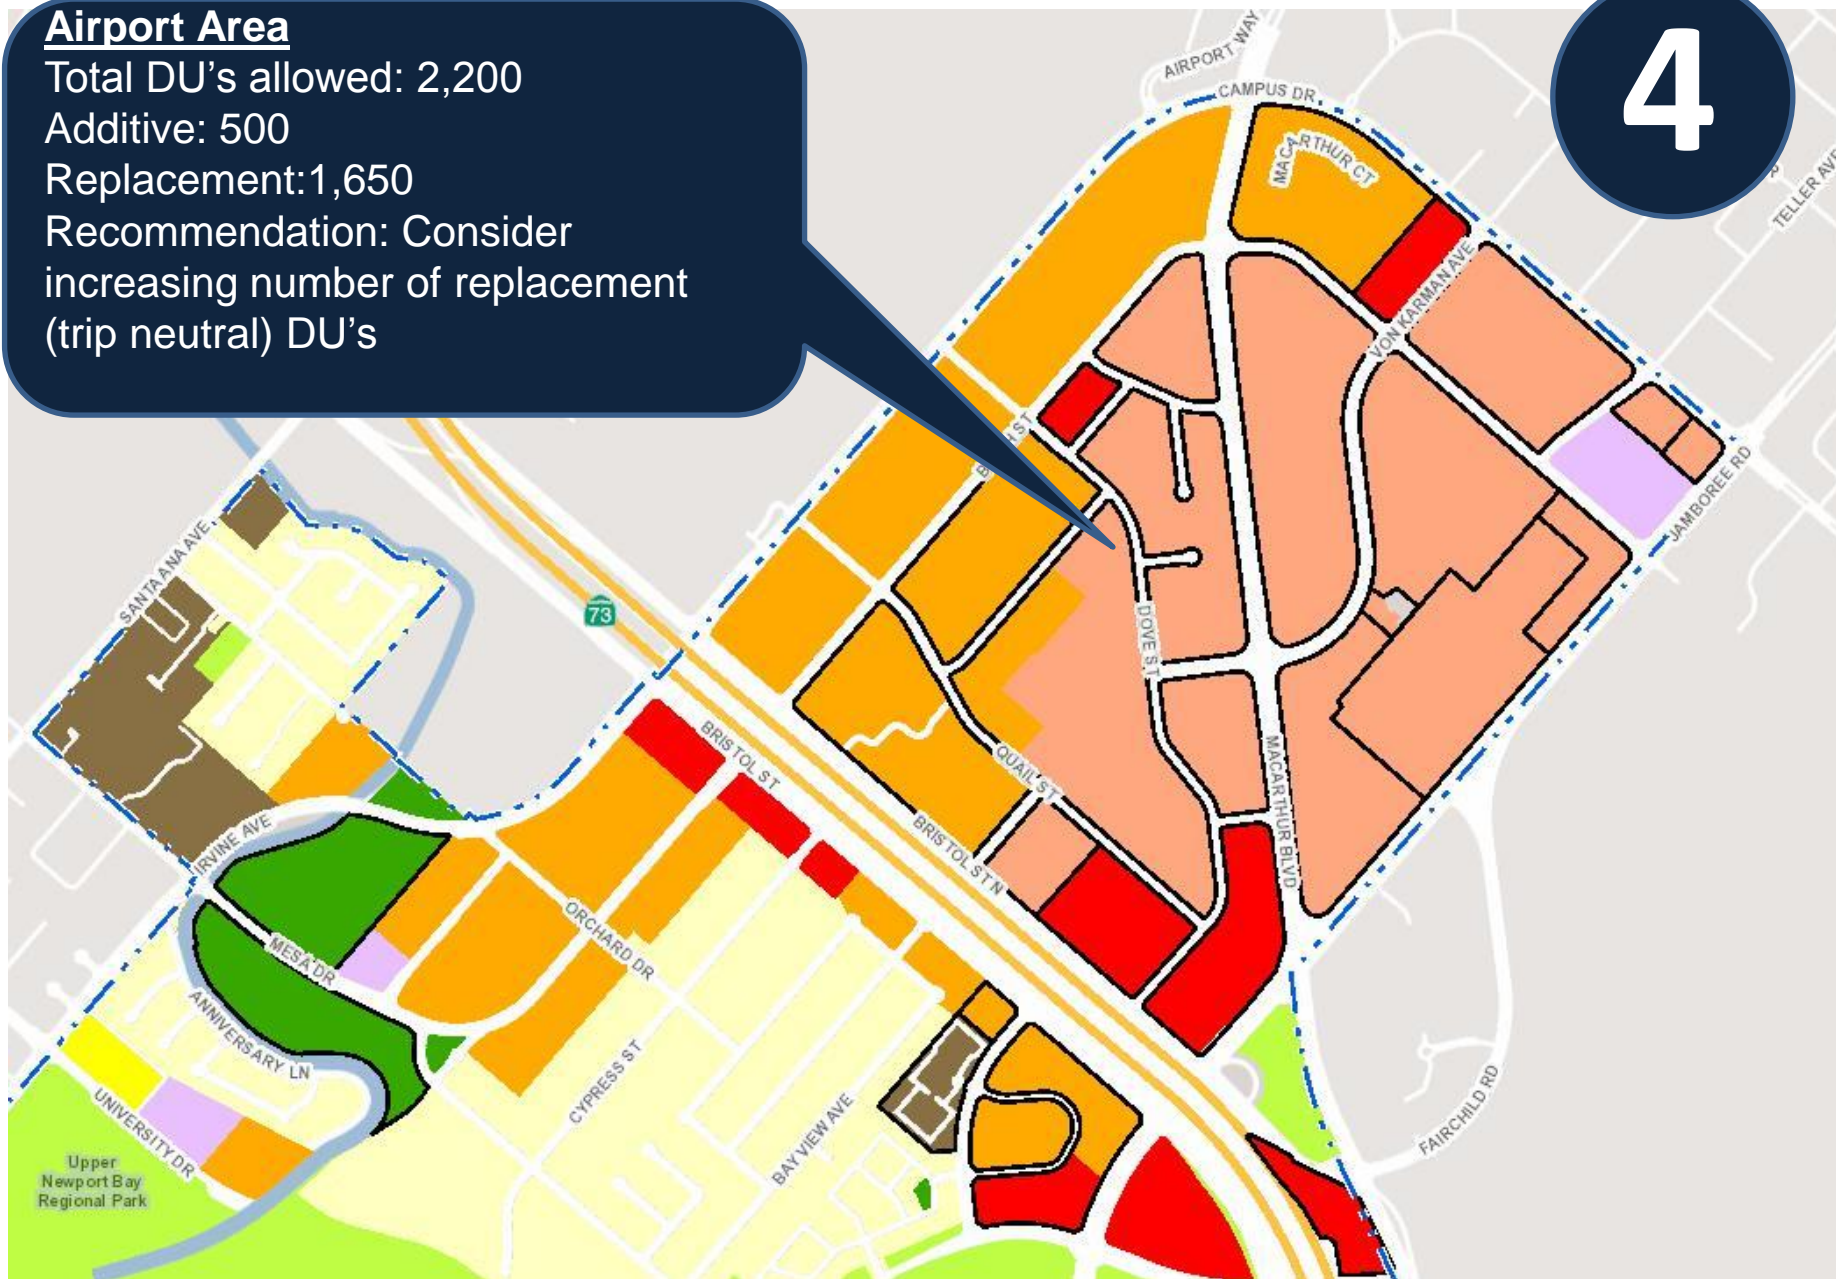 Airport Area
Total DU's allowed: 2,200
Additive: 500
Replacement:1,650
Recommendation: Consider
increasing number of replacement
(trip neutral) DU's
4
AIRPORT WAY
CAMPUS DR
MACARTHUR CT
TELLER AVE
VON KARMAN AVE
JAMBOREE RD
SANTA ANA AVE
73
DOVE ST
QUAIL ST
MACARTHUR BLVD
BRISTOL ST
BRISTOL ST N
IRVINE AVE
ORCHARD DR
MESA DR
ANNIVERSARY LN
CYPRESS ST
BAYVIEW AVE
UNIVERSITY DR
FAIRCHILD RD
Upper
Newport Bay
Regional Park